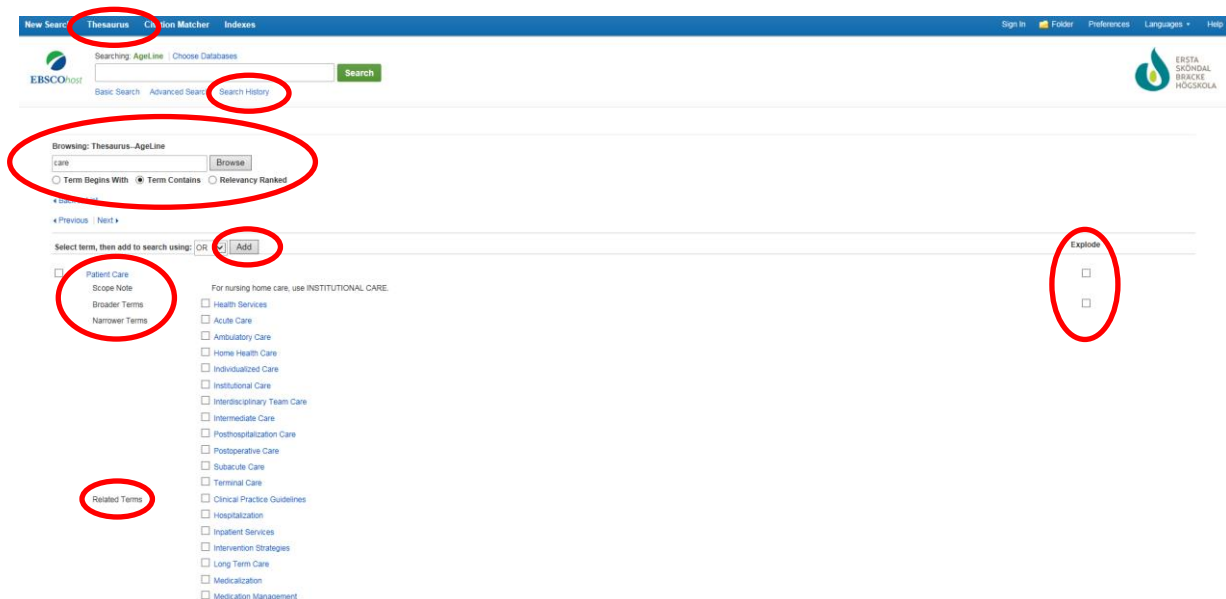 New Search Thesaurus Citation Matcher Indexes Sign In Folder Preferences Languages Help
Searching: AgeLine | Choose Databases
EBSCOhost
Search
Basic Search Advanced Search Search History
ERSTA
SKÖNDAL
BRÄCKE
HÖGSKOLA
Browsing: Thesaurus--AgeLine
care Browse
Term Begins With Term Contains Relevancy Ranked
Previous | Next
Select term, then add to search using: OR Add Explode
Patient Care
Scope Note For nursing home care, use INSTITUTIONAL CARE.
Broader Terms Health Services
Narrower Terms Acute Care
Ambulatory Care
Home Health Care
Individualized Care
Institutional Care
Interdisciplinary Team Care
Intermediate Care
Posthospitalization Care
Postoperative Care
Subacute Care
Terminal Care
Related Terms Clinical Practice Guidelines
Hospitalization
Inpatient Services
Intervention Strategies
Long Term Care
Medicalization
Medication Management